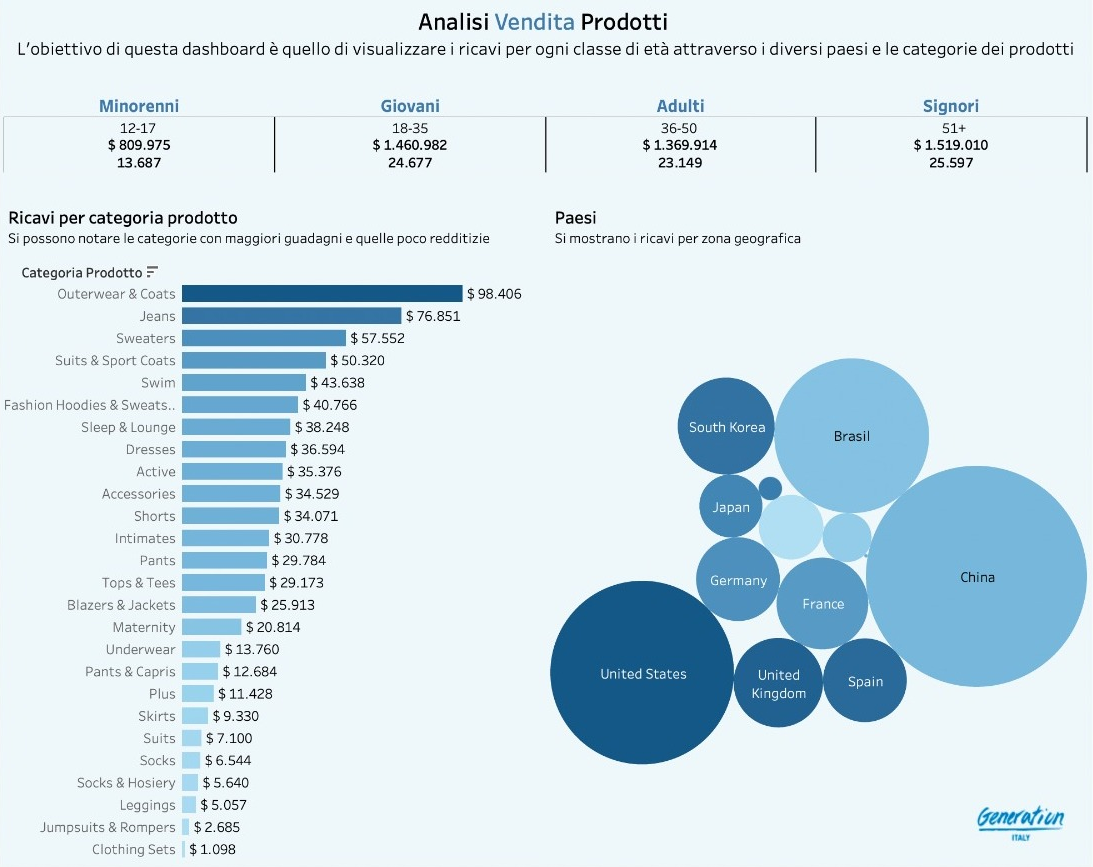 Analisi Vendita Prodotti
L'obiettivo di questa dashboard è quello di visualizzare i ricavi per ogni classe di età attraverso i diversi paesi e le categorie dei prodotti
Minorenni
12-17
$ 809.975
13.687
Giovani
18-35
$ 1.460.982
24.677
Adulti
36-50
$ 1.369.914
23.149
Signori
51+
$ 1.519.010
25.597
Ricavi per categoria prodotto
Si possono notare le categorie con maggiori guadagni e quelle poco redditizie
Categoria Prodotto
Outerwear & Coats $ 98.406
Jeans $ 76.851
Sweaters $ 57.552
Suits & Sport Coats $ 50.320
Swim $ 43.638
Fashion Hoodies & Sweats.. $ 40.766
Sleep & Lounge $ 38.248
Dresses $ 36.594
Active $ 35.376
Accessories $ 34.529
Shorts $ 34.071
Intimates $ 30.778
Pants $ 29.784
Tops & Tees $ 29.173
Blazers & Jackets $ 25.913
Maternity $ 20.814
Underwear $ 13.760
Pants & Capris $ 12.684
Plus $ 11.428
Skirts $ 9.330
Suits $ 7.100
Socks $ 6.544
Socks & Hosiery $ 5.640
Leggings $ 5.057
Jumpsuits & Rompers $ 2.685
Clothing Sets $ 1.098
Paesi
Si mostrano i ricavi per zona geografica
South Korea
Brasil
Japan
Germany
France
China
United States
United
Kingdom
Spain
Generation
ITALY